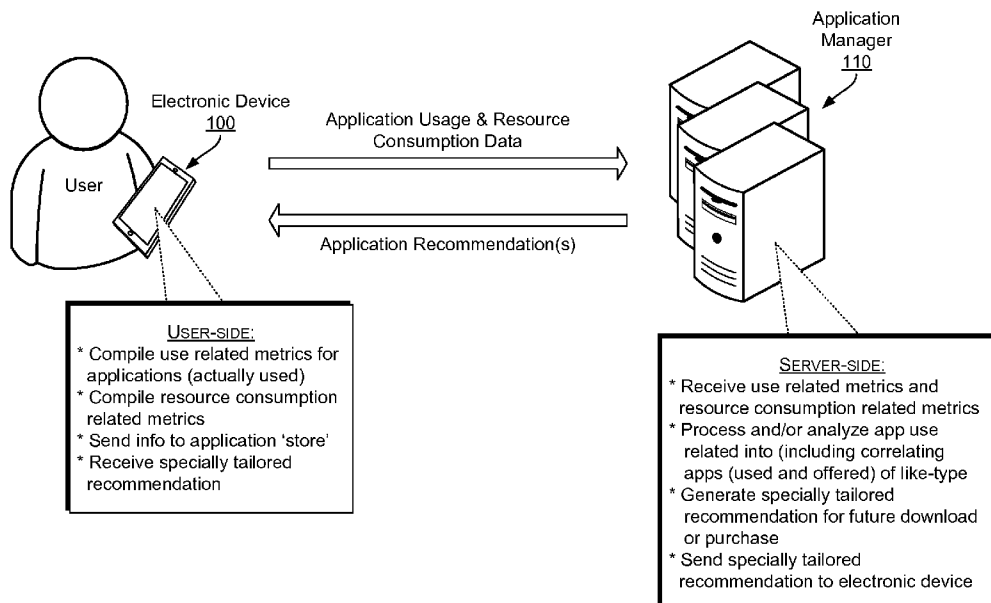 Application
Manager
110
Electronic Device
100
Application Usage & Resource
Consumption Data
User
Application Recommendation(s)
USER-SIDE:
* Compile use related metrics for
applications (actually used)
* Compile resource consumption
related metrics
* Send info to application ‘store’
* Receive specially tailored
recommendation
SERVER-SIDE:
* Receive use related metrics and
resource consumption related metrics
* Process and/or analyze app use
related into (including correlating
apps (used and offered) of like-type
* Generate specially tailored
recommendation for future download
or purchase
* Send specially tailored
recommendation to electronic device